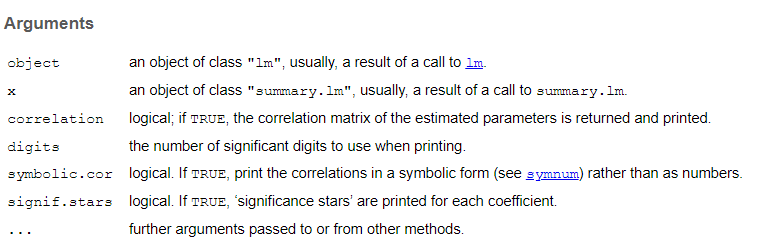 Arguments
object an object of class "lm", usually, a result of a call to lm.
x an object of class "summary.lm", usually, a result of a call to summary.lm.
correlation logical; if TRUE, the correlation matrix of the estimated parameters is returned and printed.
digits the number of significant digits to use when printing.
symbolic.cor logical. If TRUE, print the correlations in a symbolic form (see symnum) rather than as numbers.
signif.stars logical. If TRUE, ‘significance stars’ are printed for each coefficient.
... further arguments passed to or from other methods.